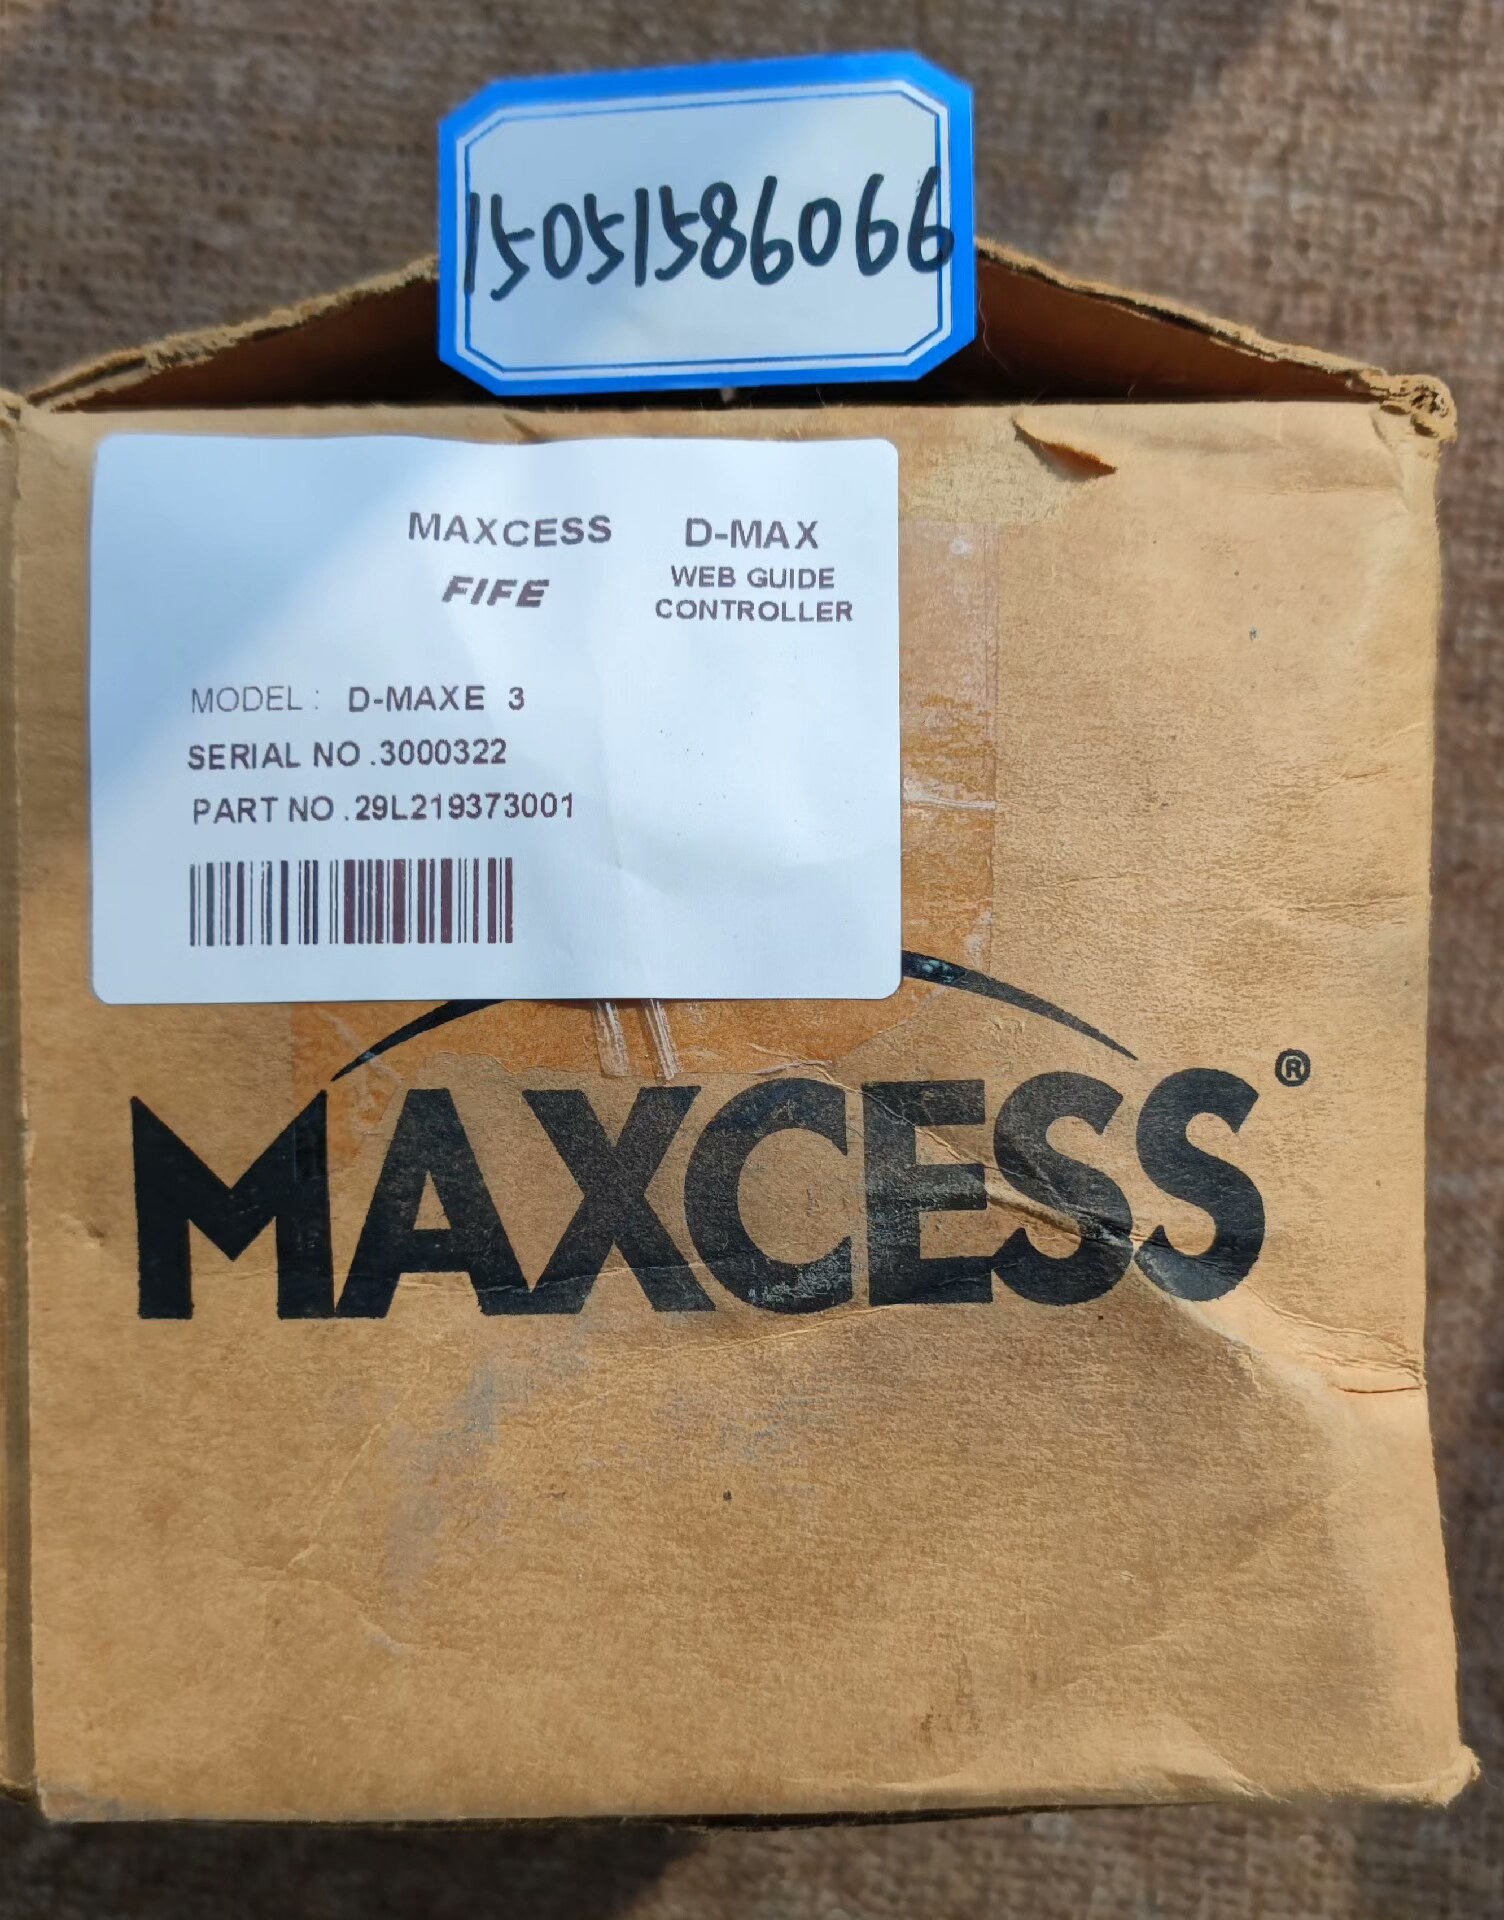 15051586066
MAXCESS
FIFE
D-MAX
WEB GUIDE
CONTROLLER
MODEL: D-MAXE 3
SERIAL NO.3000322
PART NO.29L219373001
MAXCESS®